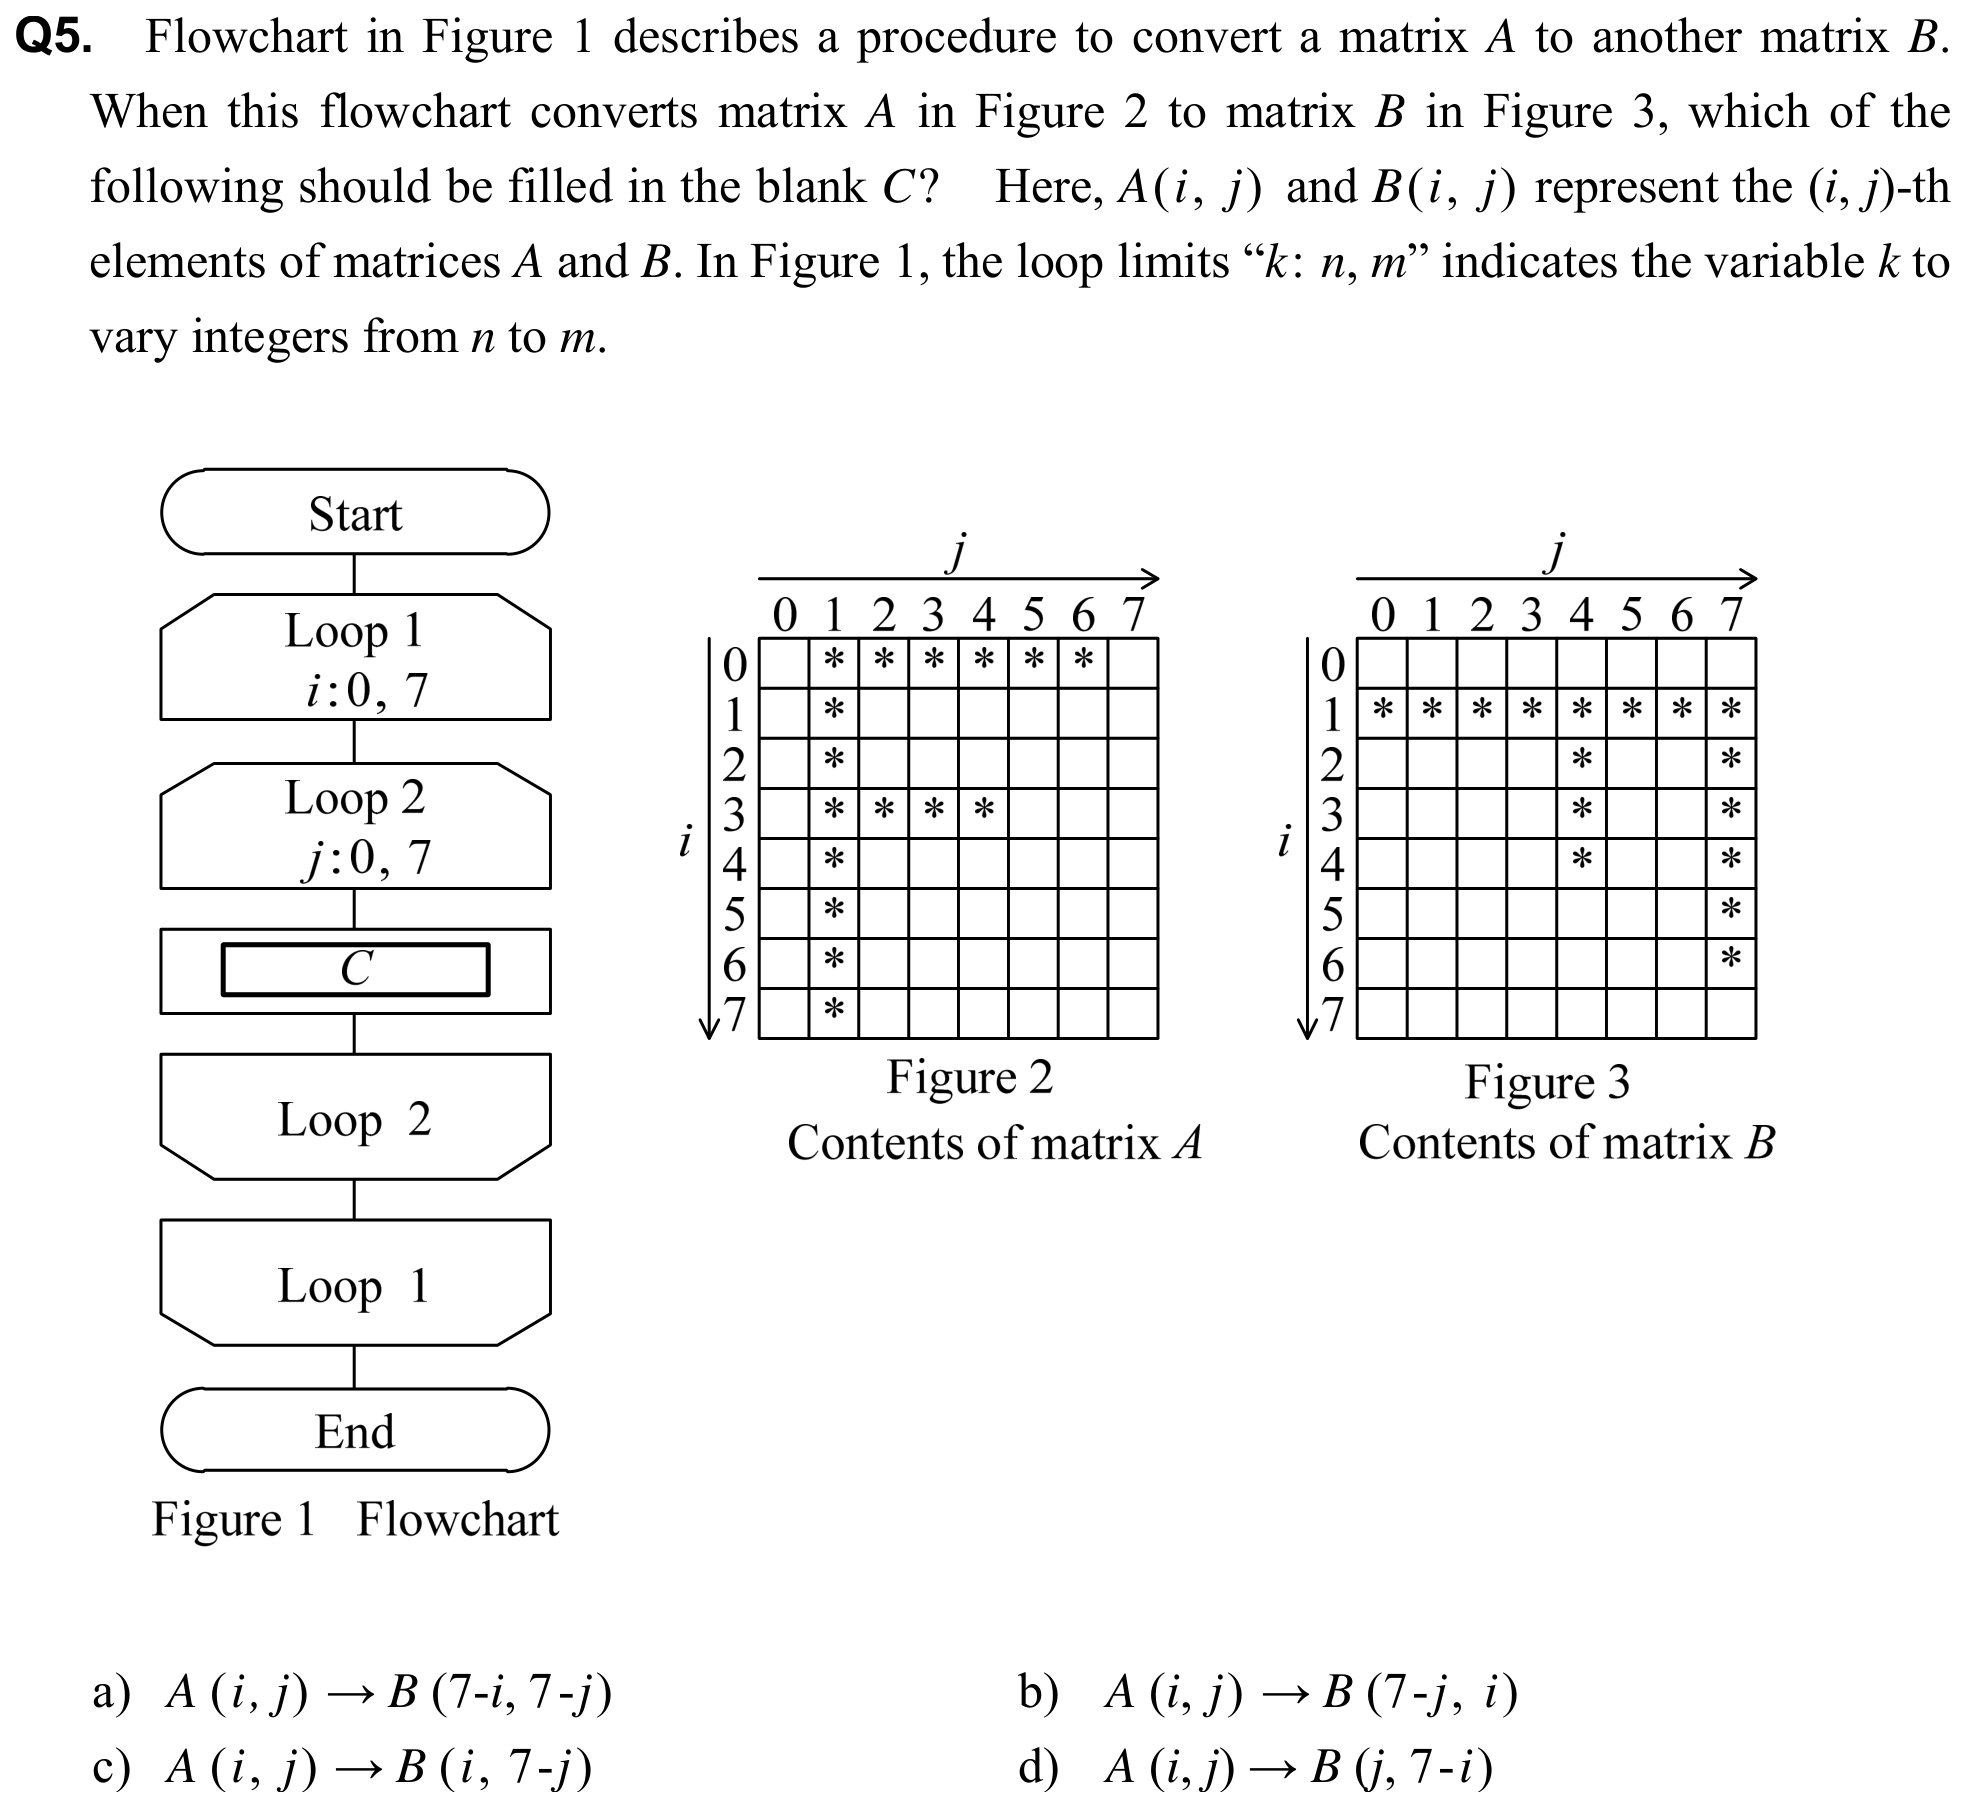 Q5. Flowchart in Figure 1 describes a procedure to convert a matrix A to another matrix B.
When this flowchart converts matrix A in Figure 2 to matrix B in Figure 3, which of the
following should be filled in the blank C? Here, A(i, j) and B(i, j) represent the (i, j)-th
elements of matrices A and B. In Figure 1, the loop limits “k: n, m” indicates the variable k to
vary integers from n to m.
Start
Loop 1
i:0, 7
Loop 2
j:0, 7
C
Loop 2
Loop 1
End
Figure 1 Flowchart
j
0 1 2 3 4 5 6 7
i
0 * * * * * *
1 *
2 *
3 * * * *
4 *
5 *
6 *
7 *
Figure 2
Contents of matrix A
j
0 1 2 3 4 5 6 7
i
0
1 * * * * * * * *
2 * *
3 * *
4 * *
5 *
6 *
7
Figure 3
Contents of matrix B
a) A (i, j) → B (7-i, 7-j)
b) A (i, j) → B (7-j, i)
c) A (i, j) → B (i, 7-j)
d) A (i, j) → B (j, 7-i)